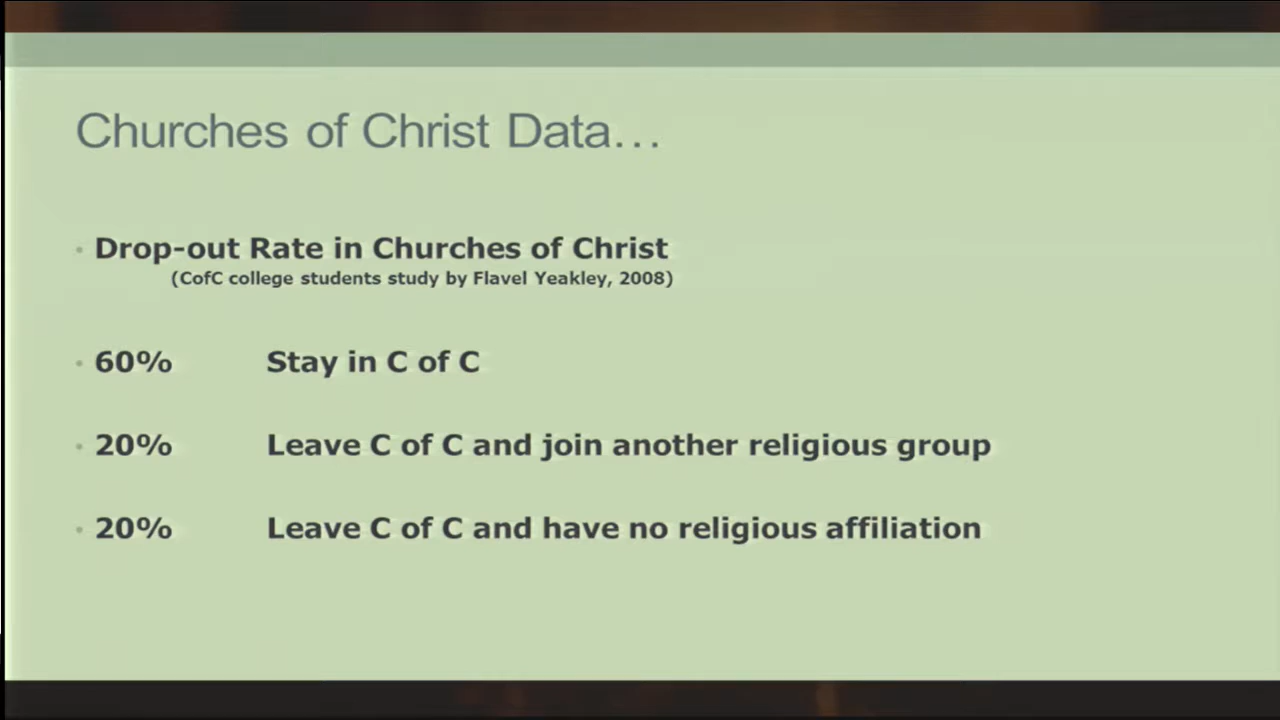 Churches of Christ Data…
• Drop-out Rate in Churches of Christ
(CofC college students study by Flavel Yeakley, 2008)
• 60% Stay in C of C
• 20% Leave C of C and join another religious group
• 20% Leave C of C and have no religious affiliation